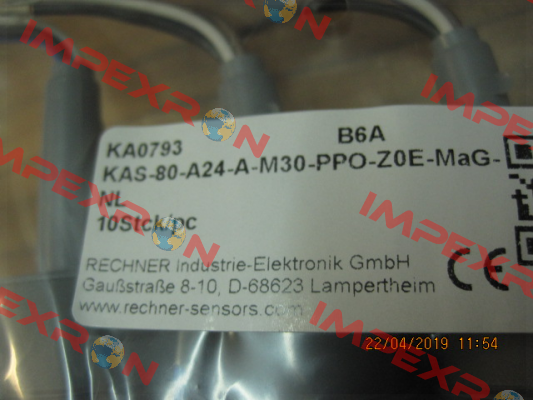 IMPEXRON
KA0793 B6A
KAS-80-A24-A-M30-PPO-Z0E-MaG-
NL
10Stck/pc
RECHNER Industrie-Elektronik GmbH
Gaußstraße 8-10, D-68623 Lampertheim
www.rechner-sensors.com
CE
22/04/2019 11:54
IMPEXRON
IMPEXRON
IMPEXRON